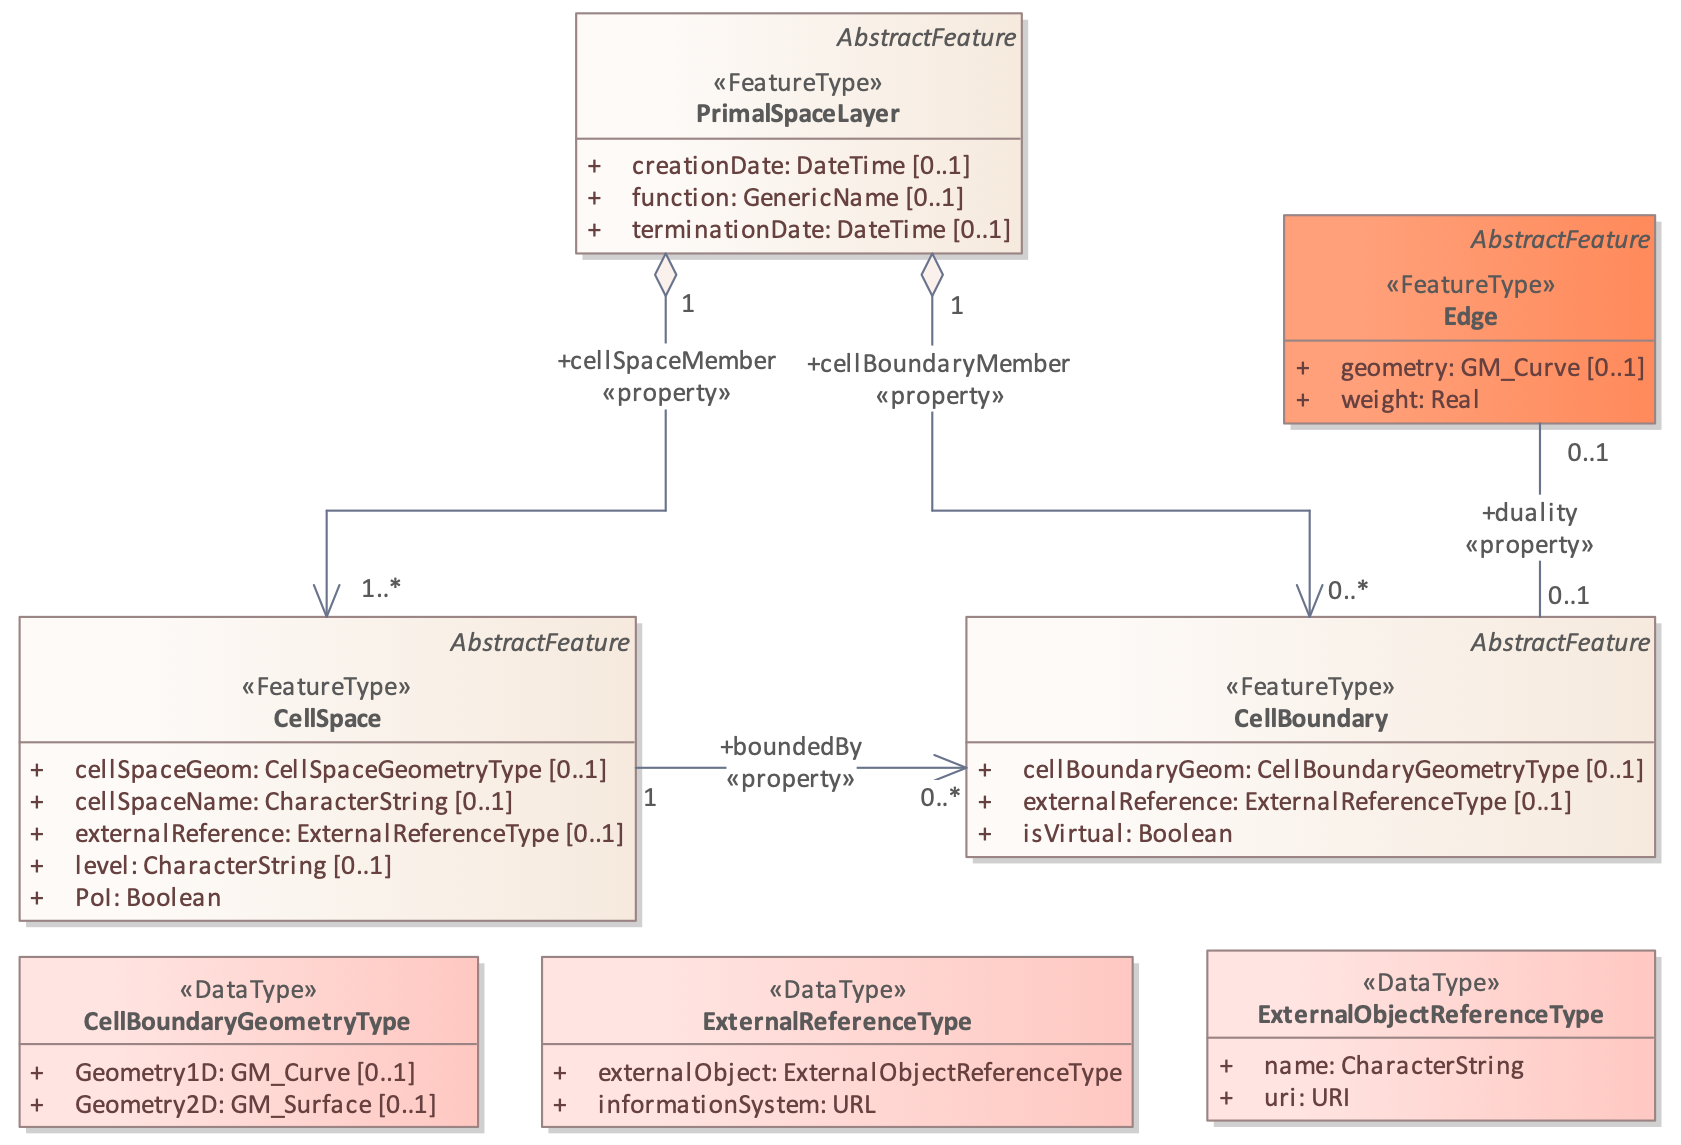 AbstractFeature
«FeatureType»
PrimalSpaceLayer
+ creationDate: DateTime [0..1]
+ function: GenericName [0..1]
+ terminationDate: DateTime [0..1]
1
1
+cellSpaceMember
«property»
+cellBoundaryMember
«property»
AbstractFeature
«FeatureType»
Edge
+ geometry: GM_Curve [0..1]
+ weight: Real
0..1
+duality
«property»
0..1
1..*
0..*
AbstractFeature
«FeatureType»
CellSpace
+ cellSpaceGeom: CellSpaceGeometryType [0..1]
+ cellSpaceName: CharacterString [0..1]
+ externalReference: ExternalReferenceType [0..1]
+ level: CharacterString [0..1]
+ PoI: Boolean
+boundedBy
«property»
1
0..*
AbstractFeature
«FeatureType»
CellBoundary
+ cellBoundaryGeom: CellBoundaryGeometryType [0..1]
+ externalReference: ExternalReferenceType [0..1]
+ isVirtual: Boolean
«DataType»
CellBoundaryGeometryType
+ Geometry1D: GM_Curve [0..1]
+ Geometry2D: GM_Surface [0..1]
«DataType»
ExternalReferenceType
+ externalObject: ExternalObjectReferenceType
+ informationSystem: URL
«DataType»
ExternalObjectReferenceType
+ name: CharacterString
+ uri: URI